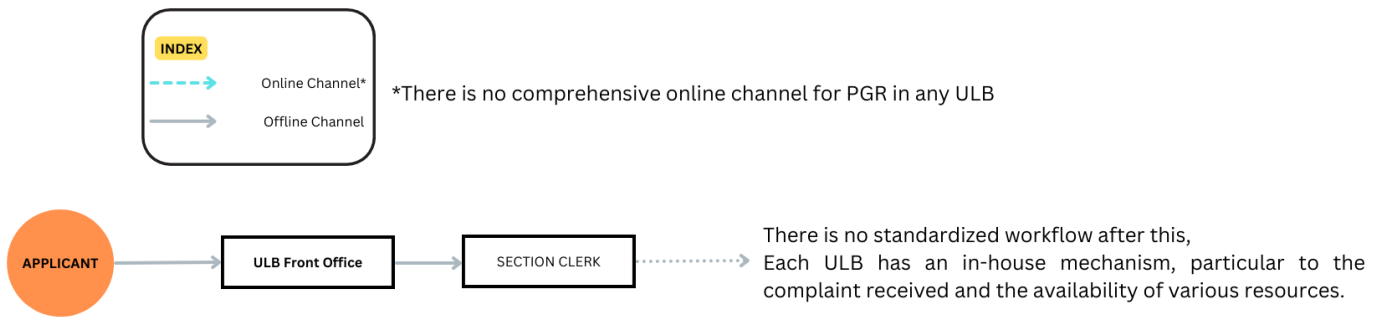 INDEX
Online Channel*
*There is no comprehensive online channel for PGR in any ULB
Offline Channel
APPLICANT
ULB Front Office
SECTION CLERK
There is no standardized workflow after this,
Each ULB has an in-house mechanism, particular to the
complaint received and the availability of various resources.